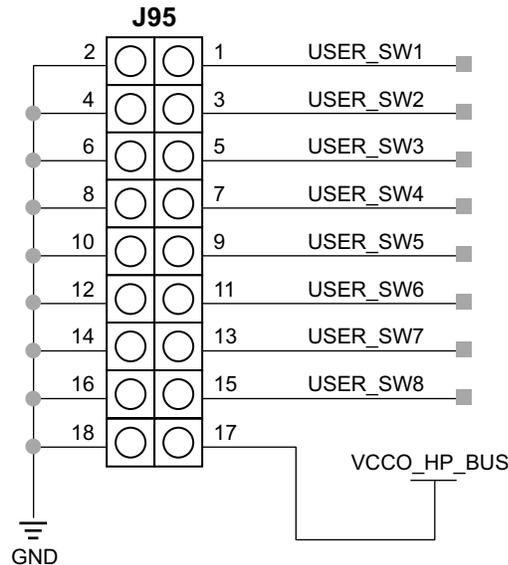 J95
2 1 USER_SW1
4 3 USER_SW2
6 5 USER_SW3
8 7 USER_SW4
10 9 USER_SW5
12 11 USER_SW6
14 13 USER_SW7
16 15 USER_SW8
18 17
VCCO_HP_BUS
GND